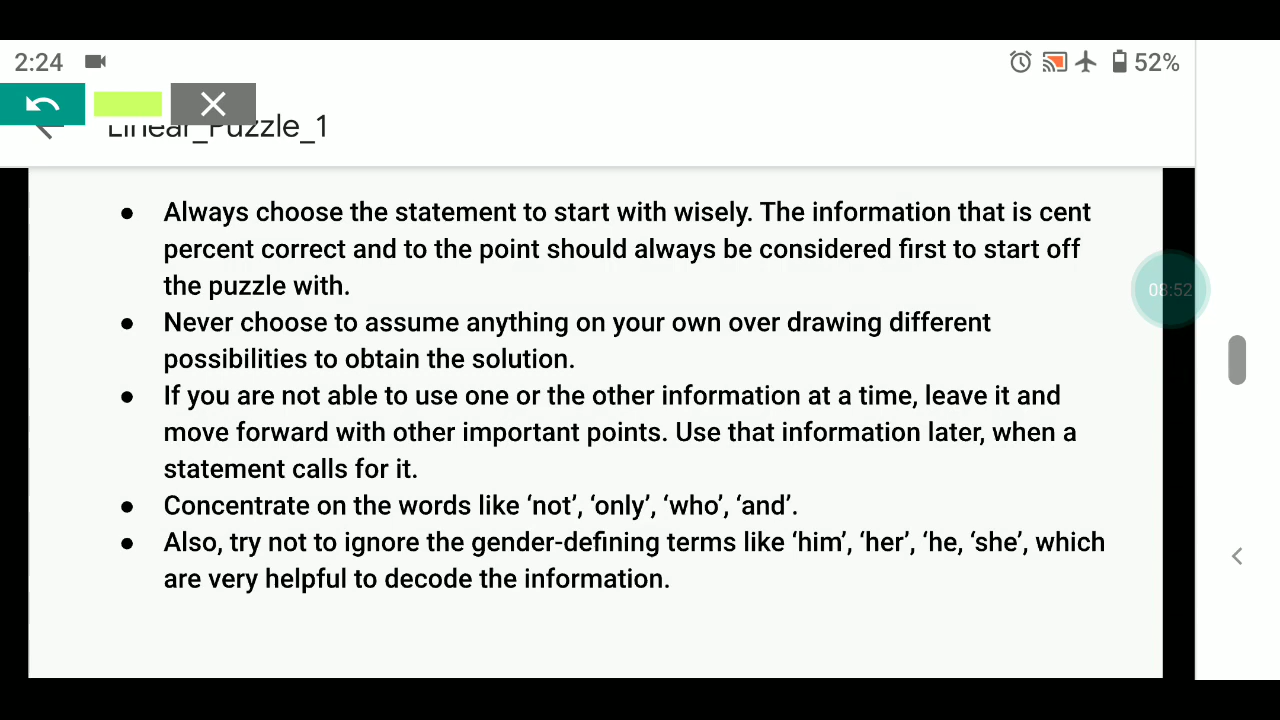 2:24
52%
Linear_Puzzle_1
● Always choose the statement to start with wisely. The information that is cent
percent correct and to the point should always be considered first to start off
the puzzle with.
08:52
● Never choose to assume anything on your own over drawing different
possibilities to obtain the solution.
● If you are not able to use one or the other information at a time, leave it and
move forward with other important points. Use that information later, when a
statement calls for it.
● Concentrate on the words like ‘not’, ‘only’, ‘who’, ‘and’.
● Also, try not to ignore the gender-defining terms like ‘him’, ‘her’, ‘he, ‘she’, which
are very helpful to decode the information.